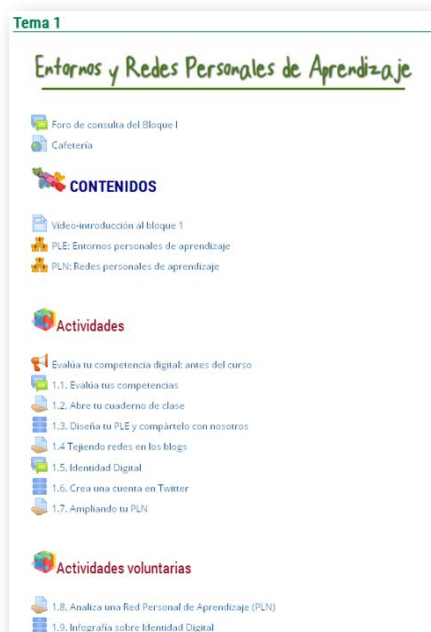 Tema 1
Entornos y Redes Personales de Aprendizaje
Foro de consulta del Bloque I
Cafetería
CONTENIDOS
Vídeo-introducción al bloque 1
PLE: Entornos personales de aprendizaje
PLN: Redes personales de aprendizaje
Actividades
Evalúa tu competencia digital: antes del curso
1.1. Evalúa tus competencias
1.2. Abre tu cuaderno de clase
1.3. Diseña tu PLE y compártelo con nosotros
1.4 Tejiendo redes en los blogs
1.5. Identidad Digital
1.6. Crea una cuenta en Twitter
1.7. Ampliando tu PLN
Actividades voluntarias
1.8. Analiza una Red Personal de Aprendizaje (PLN)
1.9. Infografía sobre Identidad Digital